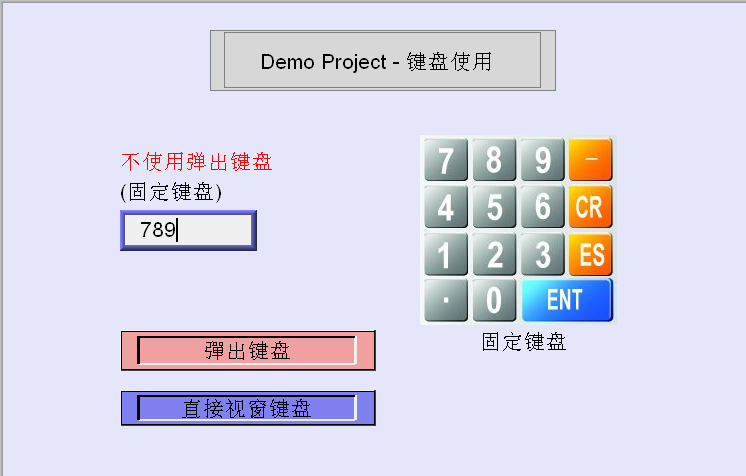 Demo Project - 键盘使用
不使用弹出键盘
(固定键盘)
789
7 8 9 -
4 5 6 CR
1 2 3 ES
. 0 ENT
固定键盘
彈出键盘
直接视窗键盘